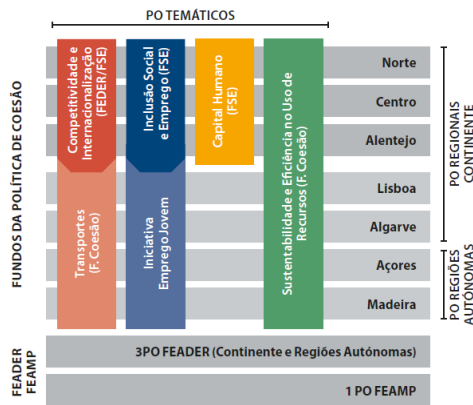 PO TEMÁTICOS
FUNDOS DA POLÍTICA DE COESÃO
Competitividade e
Internacionalização
(FEDER/FSE)
Transportes
(F. Coesão)
Inclusão Social
e Emprego (FSE)
Iniciativa
Emprego Jovem
Capital Humano
(FSE)
Sustentabilidade e Eficiência no Uso de
Recursos (F. Coesão)
Norte
Centro
Alentejo
Lisboa
Algarve
Açores
Madeira
PO REGIONAIS
CONTINENTE
PO REGIÕES
AUTÓNOMAS
FEADER
FEAMP
3PO FEADER (Continente e Regiões Autónomas)
1 PO FEAMP